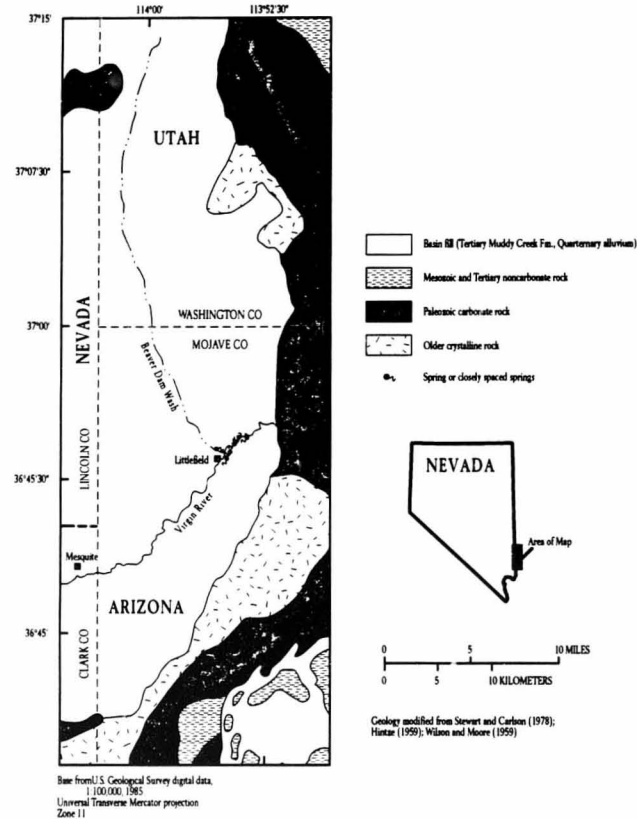 114°00'
113°52'30"
37°15'
UTAH
37°07'30"
NEVADA
WASHINGTON CO
37°00'
MOJAVE CO
Beaver Dam Wash
LINCOLN CO
Littlefield
36°45'30"
Virgin River
Mesquite
ARIZONA
36°45'
CLARK CO
Base from U.S. Geological Survey digital data,
1:100,000, 1985
Universal Transverse Mercator projection
Zone 11
Basin fill (Tertiary Muddy Creek Fm., Quarternary alluvium)
Mesozoic and Tertiary noncarbonate rock
Paleozoic carbonate rock
Older crystalline rock
Spring or closely spaced springs
NEVADA
Area of Map
0 5 10 MILES
0 5 10 KILOMETERS
Geology modified from Stewart and Carlson (1978);
Hintze (1959); Wilson and Moore (1959)